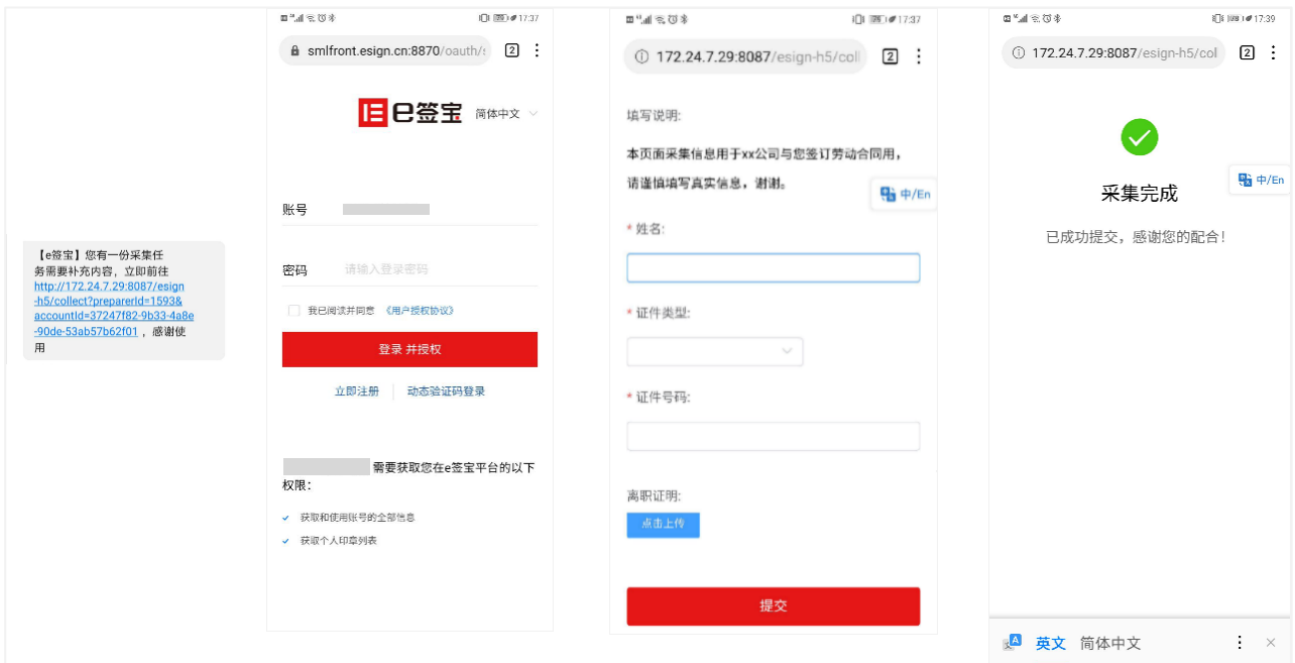 【e签宝】您有一份采集任
务需要补充内容，立即前往
http://172.24.7.29:8087/esign
-h5/collect?preparerId=1593&
accountId=37247f82-9b33-4a8e
-90de-53ab57b62f01 ，感谢使
用
17:37
smlfront.esign.cn:8870/oauth/
2
e签宝
简体中文
账号
密码
请输入登录密码
我已阅读并同意 《用户授权协议》
登录 并授权
立即注册
动态验证码登录
需要获取您在e签宝平台的以下
权限：
获取和使用账号的全部信息
获取个人印章列表
17:37
172.24.7.29:8087/esign-h5/coll
2
填写说明:
本页面采集信息用于xx公司与您签订劳动合同用，
请谨慎填写真实信息，谢谢。
中/En
* 姓名:
* 证件类型:
* 证件号码:
离职证明:
点击上传
提交
17:39
172.24.7.29:8087/esign-h5/col
2
中/En
采集完成
已成功提交，感谢您的配合！
英文 简体中文